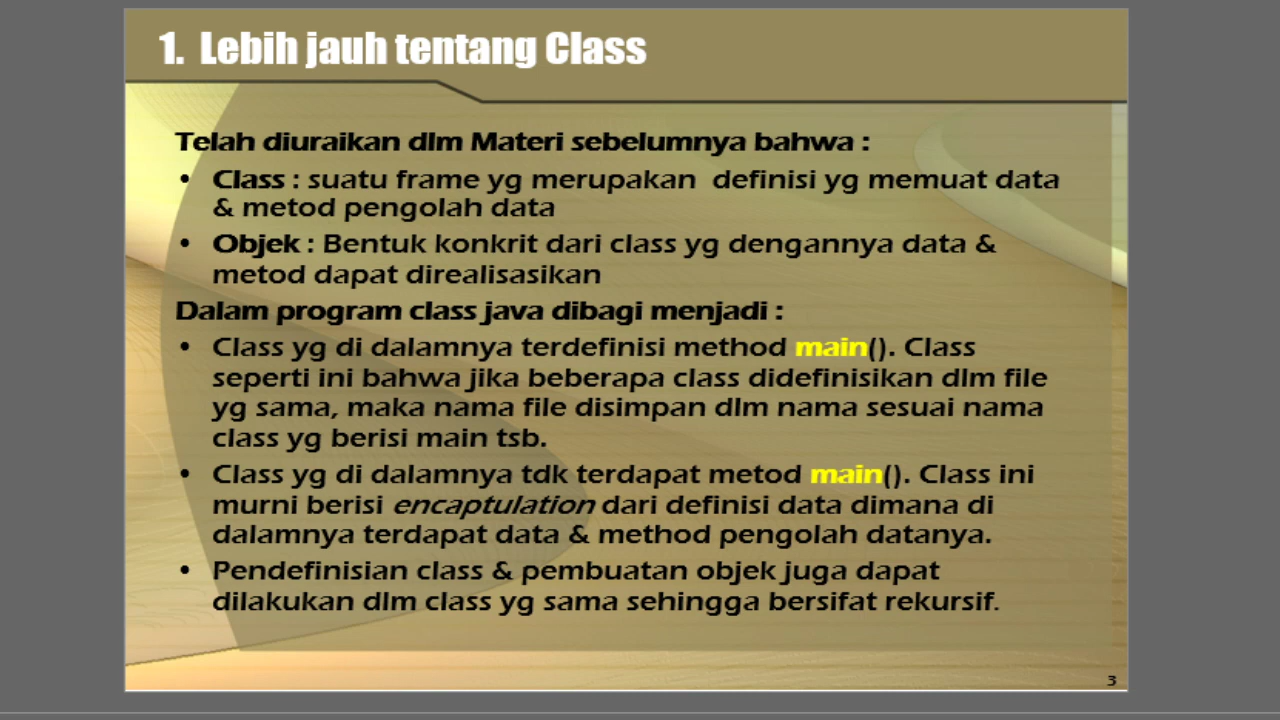 1. Lebih jauh tentang Class
Telah diuraikan dlm Materi sebelumnya bahwa :
• Class : suatu frame yg merupakan definisi yg memuat data
& metod pengolah data
• Objek : Bentuk konkrit dari class yg dengannya data &
metod dapat direalisasikan
Dalam program class java dibagi menjadi :
• Class yg di dalamnya terdefinisi method main(). Class
seperti ini bahwa jika beberapa class didefinisikan dlm file
yg sama, maka nama file disimpan dlm nama sesuai nama
class yg berisi main tsb.
• Class yg di dalamnya tdk terdapat metod main(). Class ini
murni berisi encaptulation dari definisi data dimana di
dalamnya terdapat data & method pengolah datanya.
• Pendefinisian class & pembuatan objek juga dapat
dilakukan dlm class yg sama sehingga bersifat rekursif.
3